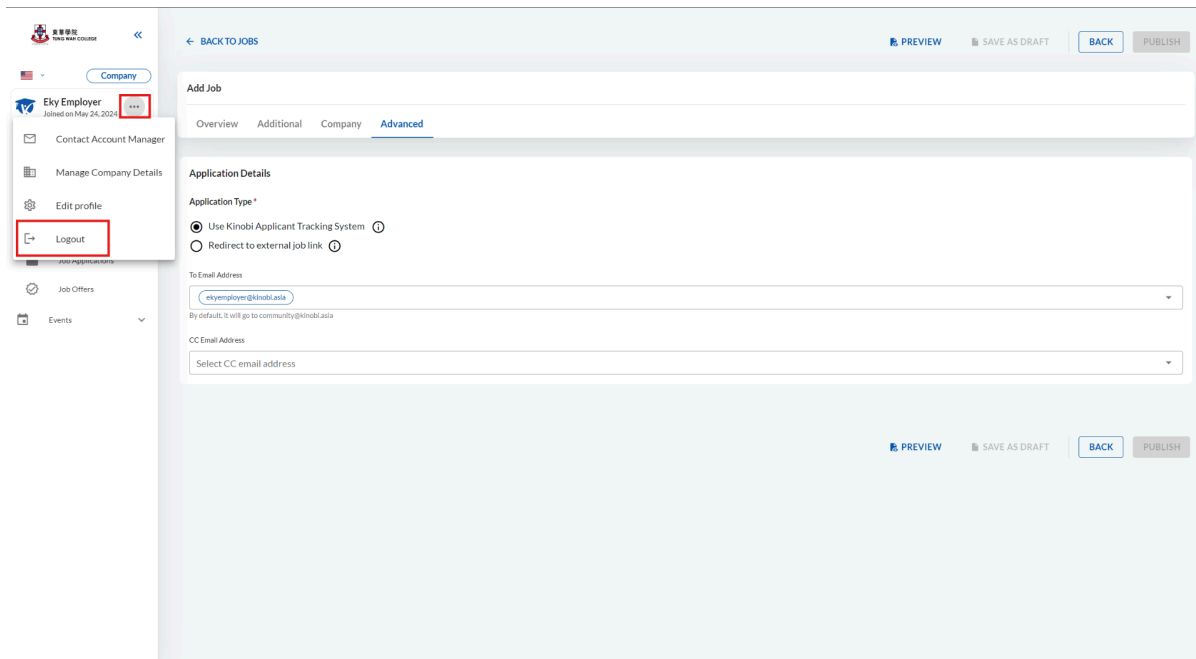 東華學院
TUNG WAH COLLEGE
BACK TO JOBS
PREVIEW
SAVE AS DRAFT
BACK
PUBLISH
Company
Eky Employer
Joined on May 24, 2024
Contact Account Manager
Manage Company Details
Edit profile
Logout
Job Applications
Job Offers
Events
Add Job
Overview Additional Company Advanced
Application Details
Application Type *
Use Kinobi Applicant Tracking System
Redirect to external job link
To Email Address
ekyemployer@kinobi.asia
By default, it will go to community@kinobi.asia
CC Email Address
Select CC email address
PREVIEW
SAVE AS DRAFT
BACK
PUBLISH